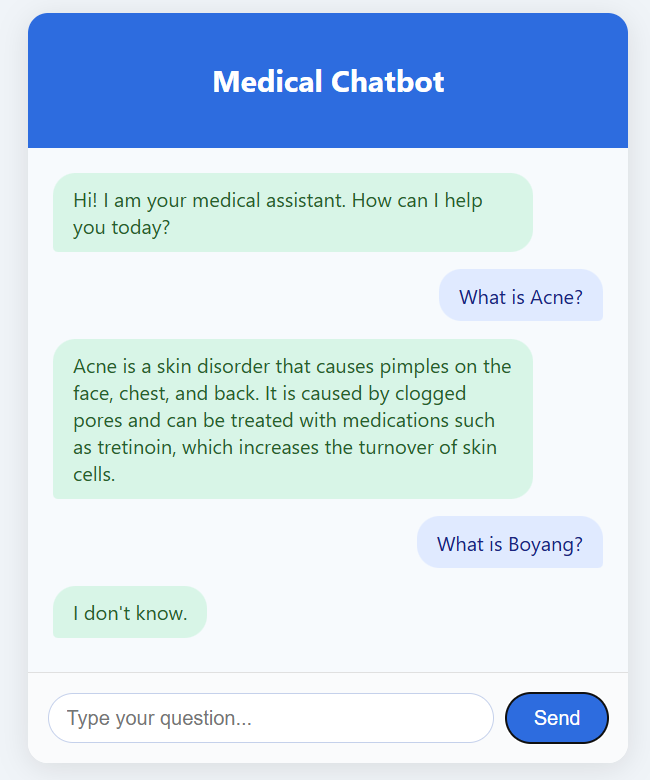 Medical Chatbot
Hi! I am your medical assistant. How can I help
you today?
What is Acne?
Acne is a skin disorder that causes pimples on the
face, chest, and back. It is caused by clogged
pores and can be treated with medications such
as tretinoin, which increases the turnover of skin
cells.
What is Boyang?
I don't know.
Type your question...
Send